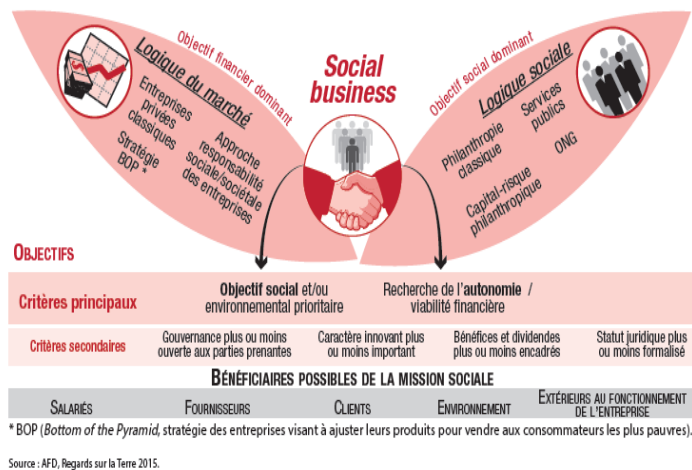 Objectif financier dominant
Logique du marché
Entreprises
privées
classiques
Stratégie
BOP *
Approche
responsabilité
sociale/sociétale
des entreprises
Social
business
Objectif social dominant
Logique sociale
Philanthropie
classique
Services
publics
Capital-risque
philanthropique
ONG
OBJECTIFS
Critères principaux
Objectif social et/ou
environnemental prioritaire
Recherche de l'autonomie /
viabilité financière
Critères secondaires
Gouvernance plus ou moins
ouverte aux parties prenantes
Caractère innovant plus
ou moins important
Bénéfices et dividendes
plus ou moins encadrés
Statut juridique plus
ou moins formalisé
BÉNÉFICIAIRES POSSIBLES DE LA MISSION SOCIALE
SALARIÉS
FOURNISSEURS
CLIENTS
ENVIRONNEMENT
EXTÉRIEURS AU FONCTIONNEMENT
DE L'ENTREPRISE
* BOP (Bottom of the Pyramid, stratégie des entreprises visant à ajuster leurs produits pour vendre aux consommateurs les plus pauvres).
Source : AFD, Regards sur la Terre 2015.